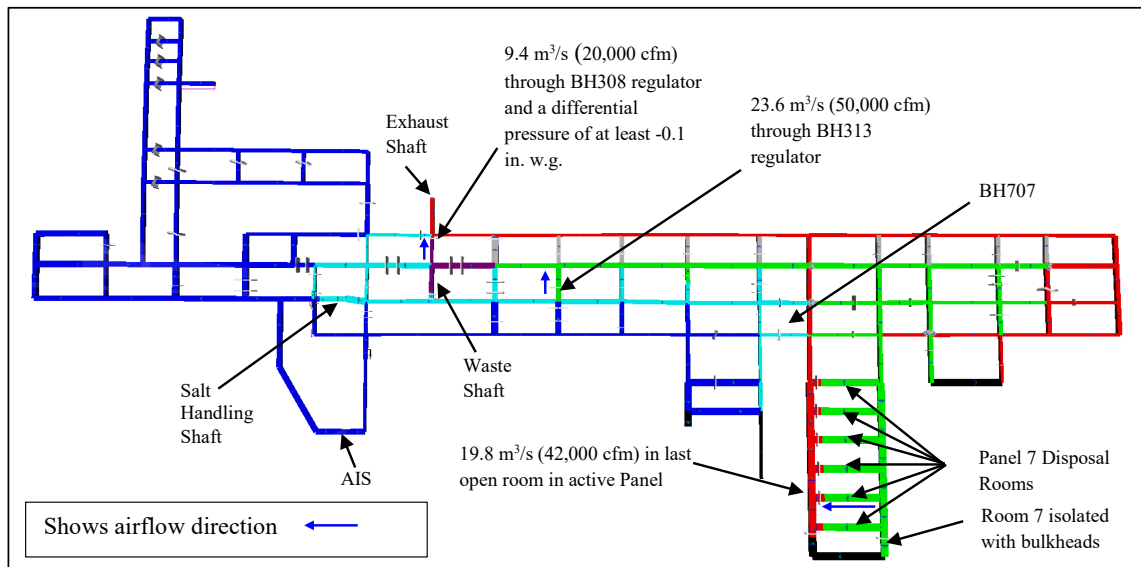 9.4 m³/s (20,000 cfm)
through BH308 regulator
and a differential
pressure of at least -0.1
in. w.g.
23.6 m³/s (50,000 cfm)
through BH313
regulator
Exhaust
Shaft
BH707
Salt
Handling
Shaft
Waste
Shaft
AIS
19.8 m³/s (42,000 cfm) in last
open room in active Panel
Panel 7 Disposal
Rooms
Room 7 isolated
with bulkheads
Shows airflow direction